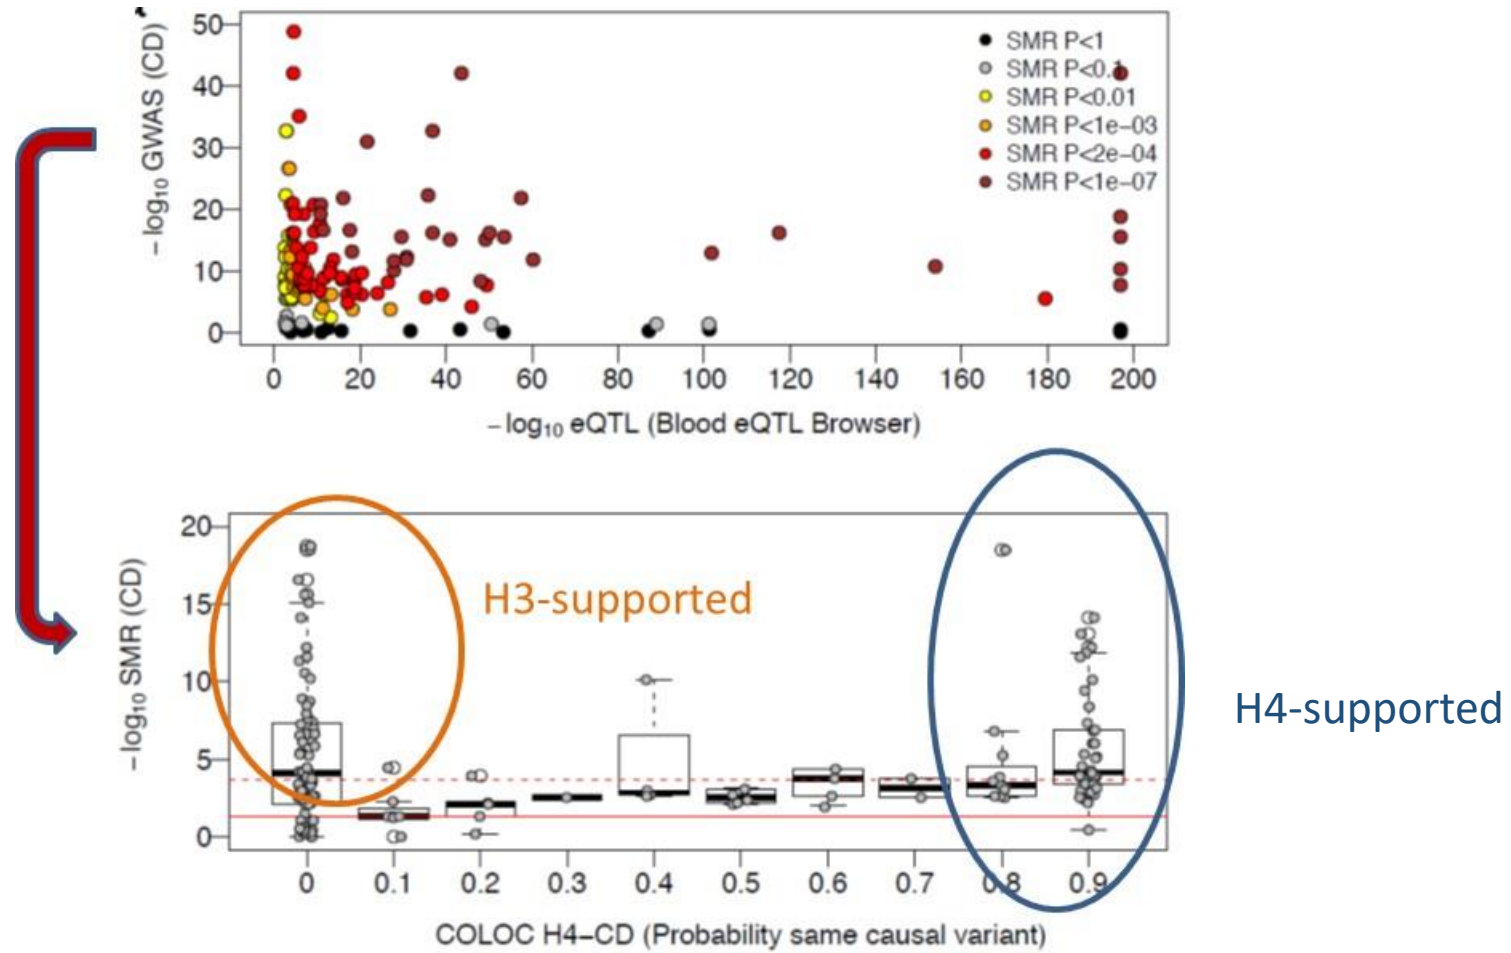 50
40
30
20
10
0
−log10 GWAS (CD)
SMR P<1
SMR P<0.1
SMR P<0.01
SMR P<1e−03
SMR P<2e−04
SMR P<1e−07
0 20 40 60 80 100 120 140 160 180 200
−log10 eQTL (Blood eQTL Browser)
20
15
10
5
0
−log10 SMR (CD)
H3-supported
H4-supported
0 0.1 0.2 0.3 0.4 0.5 0.6 0.7 0.8 0.9
COLOC H4−CD (Probability same causal variant)